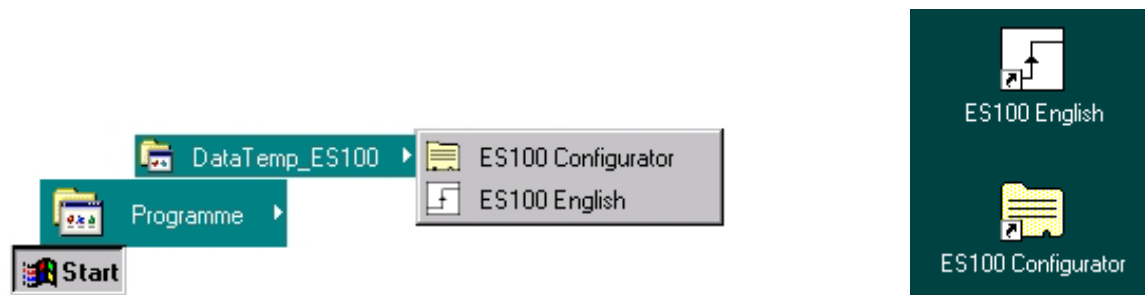 DataTemp_ES100
ES100 Configurator
ES100 English
Programme
Start
ES100 English
ES100 Configurator